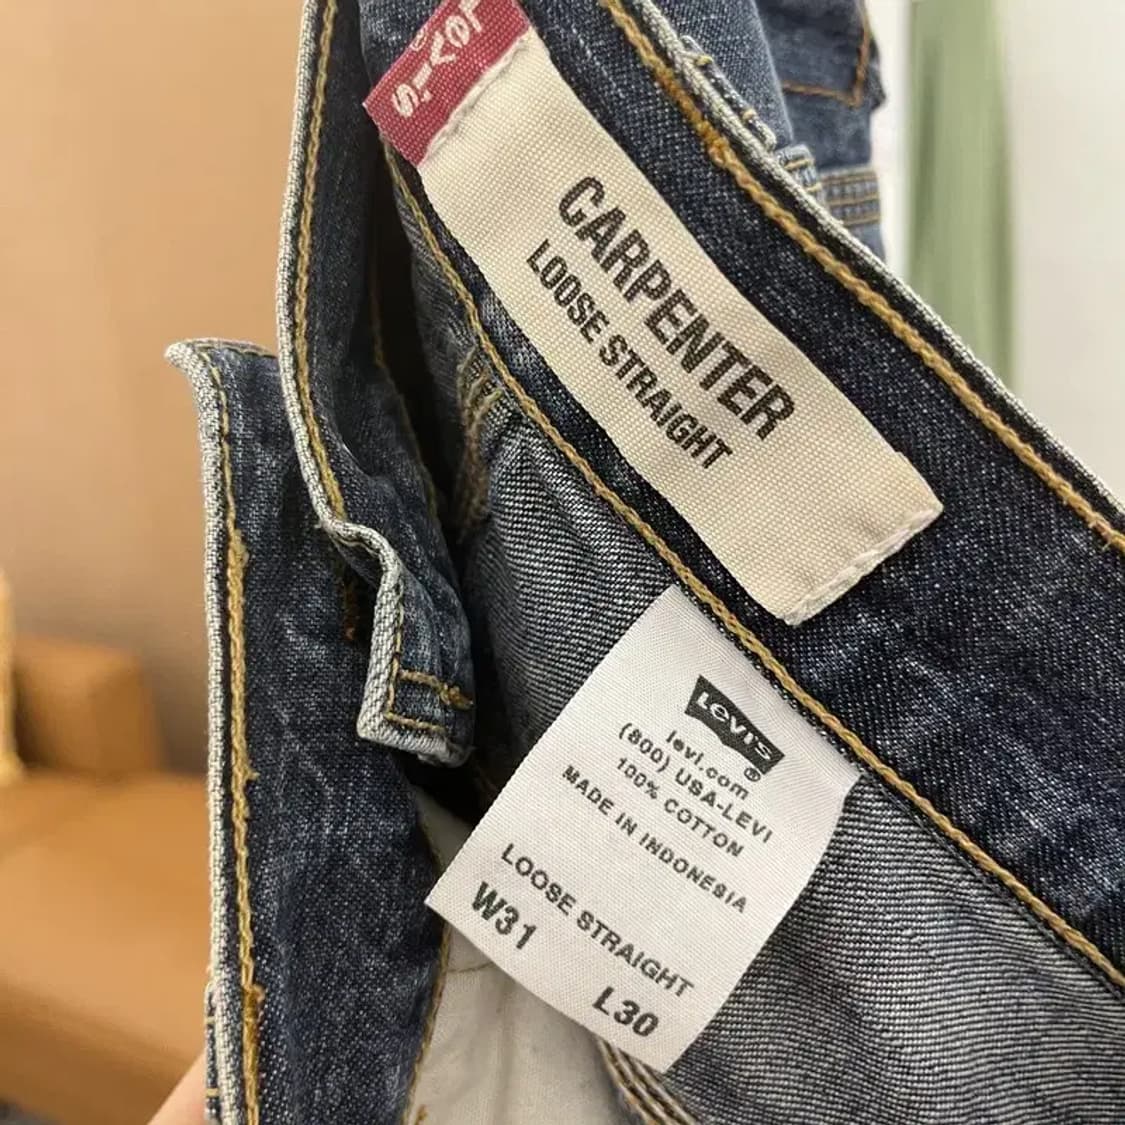 Levi's
CARPENTER
LOOSE STRAIGHT
LEVI'S
®
levi.com
(800) USA-LEVI
100% COTTON
MADE IN INDONESIA
LOOSE STRAIGHT
W31 L30